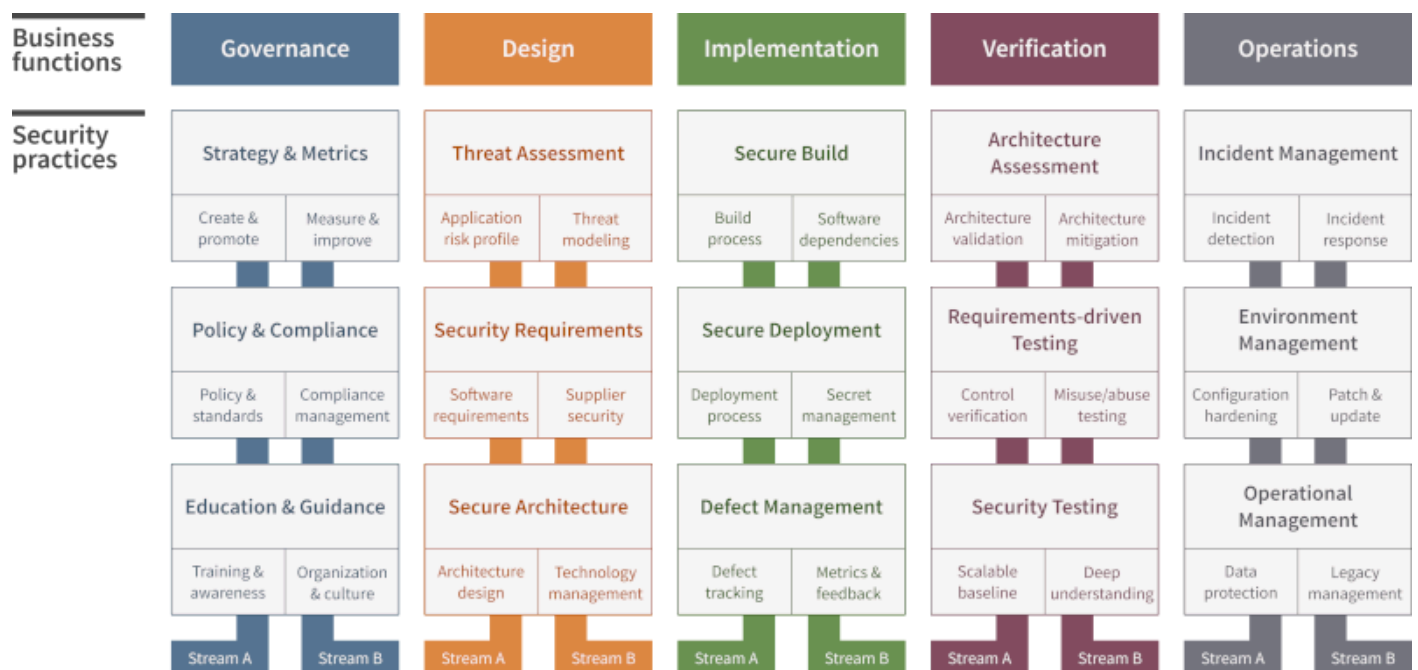 Business
functions
Governance
Design
Implementation
Verification
Operations
Security
practices
Strategy & Metrics
Threat Assessment
Secure Build
Architecture
Assessment
Incident Management
Create &
promote
Measure &
improve
Application
risk profile
Threat
modeling
Build
process
Software
dependencies
Architecture
validation
Architecture
mitigation
Incident
detection
Incident
response
Policy & Compliance
Security Requirements
Secure Deployment
Requirements-driven
Testing
Environment
Management
Policy &
standards
Compliance
management
Software
requirements
Supplier
security
Deployment
process
Secret
management
Control
verification
Misuse/abuse
testing
Configuration
hardening
Patch &
update
Education & Guidance
Secure Architecture
Defect Management
Security Testing
Operational
Management
Training &
awareness
Organization
& culture
Architecture
design
Technology
management
Defect
tracking
Metrics &
feedback
Scalable
baseline
Deep
understanding
Data
protection
Legacy
management
Stream A
Stream B
Stream A
Stream B
Stream A
Stream B
Stream A
Stream B
Stream A
Stream B